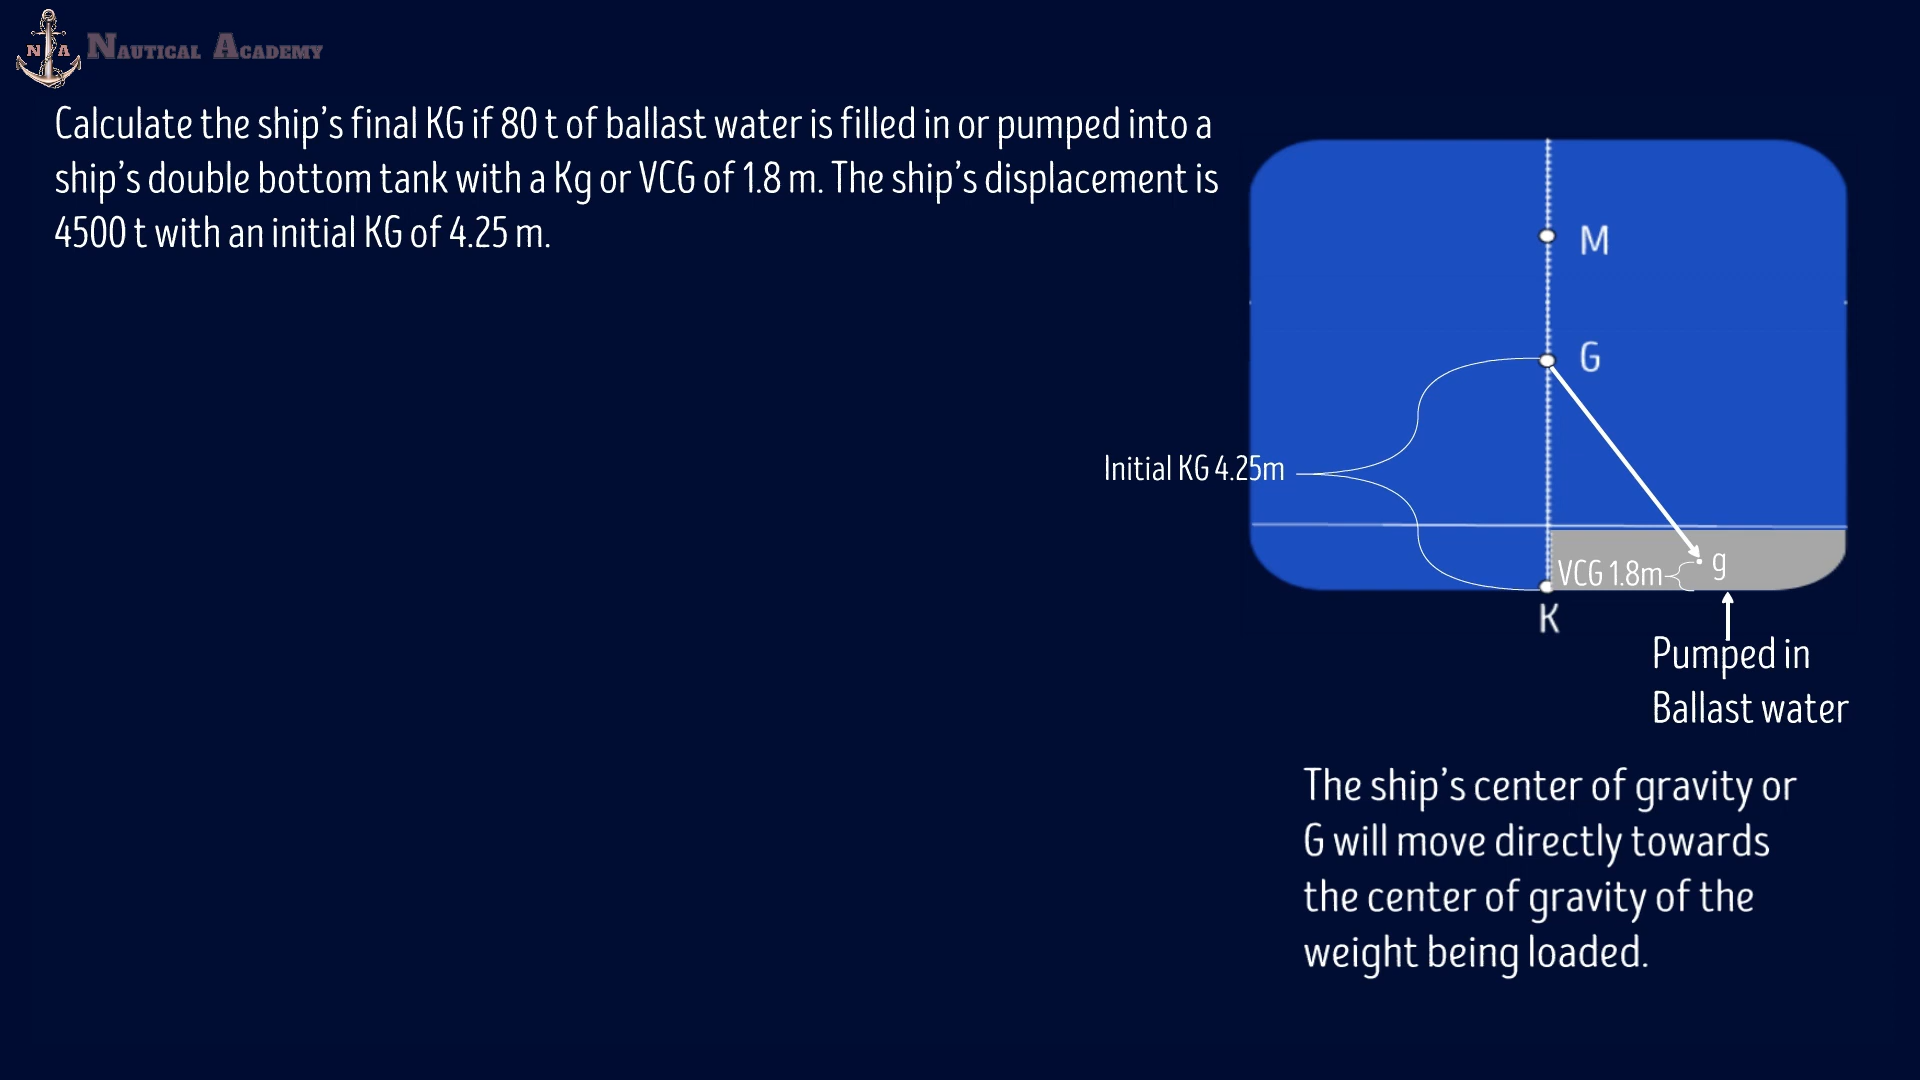 N A NAUTICAL ACADEMY
Calculate the ship's final KG if 80 t of ballast water is filled in or pumped into a
ship's double bottom tank with a Kg or VCG of 1.8 m. The ship's displacement is
4500 t with an initial KG of 4.25 m.
M
G
Initial KG 4.25m
g
VCG 1.8m
K
Pumped in
Ballast water
The ship's center of gravity or
G will move directly towards
the center of gravity of the
weight being loaded.